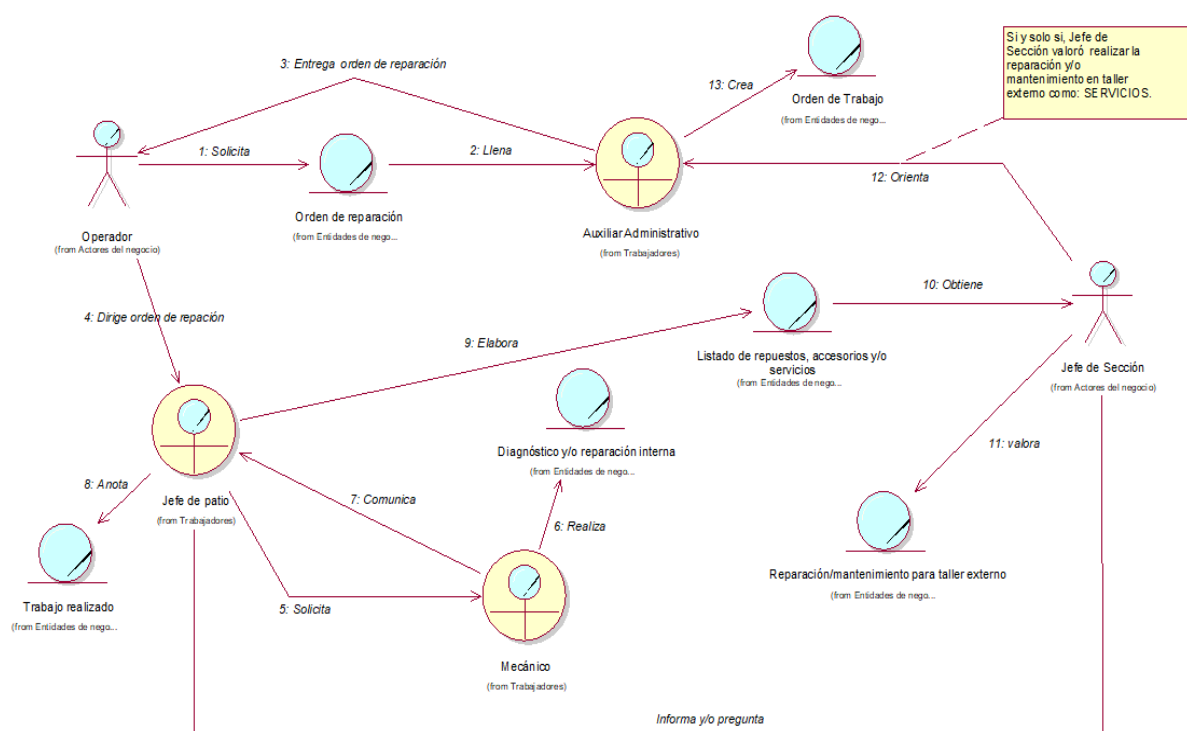 3: Entrega orden de reparación
13: Crea
Si y solo si, Jefe de
Sección valoró realizar la
reparación y/o
mantenimiento en taller
externo como: SERVICIOS.
Orden de Trabajo
(from Entidades de nego...
1: Solicita
2: Llena
12: Orienta
Orden de reparación
(from Entidades de nego...
Auxiliar Administrativo
(from Trabajadores)
Operador
(from Actores del negocio)
4: Dirige orden de repación
9: Elabora
10: Obtiene
Listado de repuestos, accesorios y/o
servicios
(from Entidades de nego...
Jefe de Sección
(from Actores del negocio)
Diagnóstico y/o reparación interna
(from Entidades de nego...
11: valora
8: Anota
Jefe de patio
(from Trabajadores)
7: Comunica
6: Realiza
Reparación/mantenimiento para taller externo
(from Entidades de nego...
Trabajo realizado
(from Entidades de nego...
5: Solicita
Mecánico
(from Trabajadores)
Informa y/o pregunta